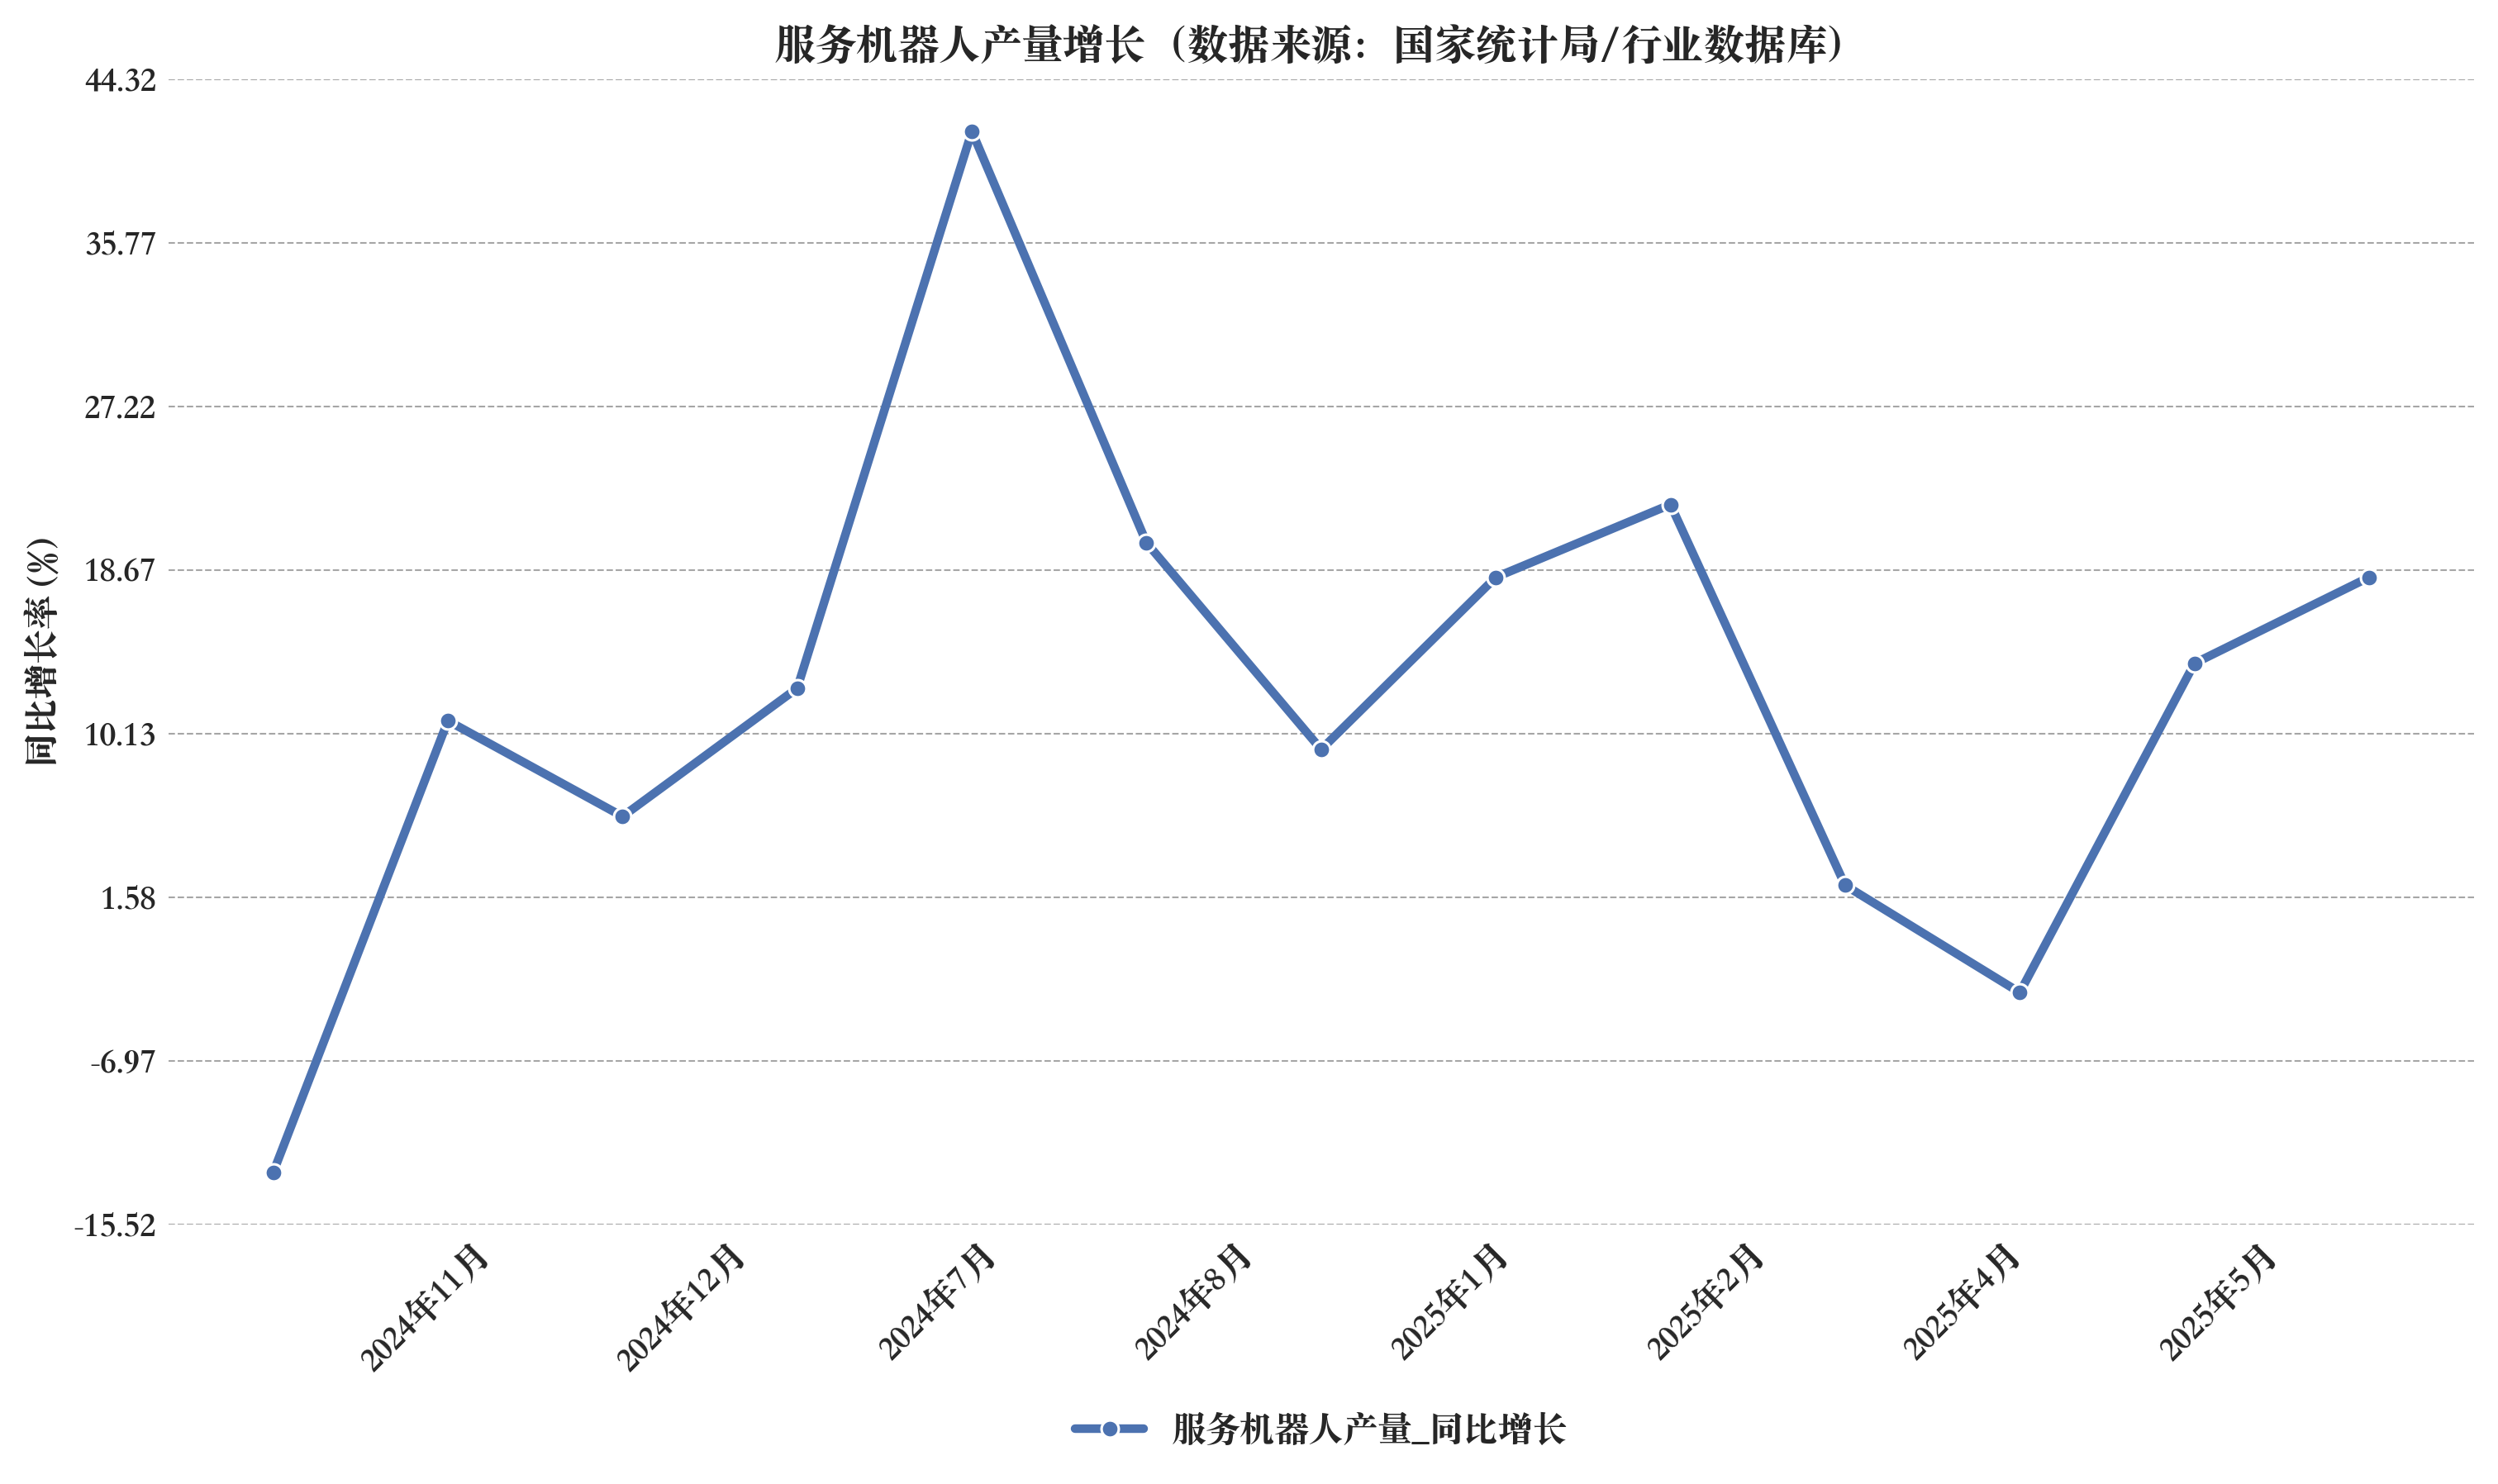 服务机器人产量增长（数据来源：国家统计局/行业数据库）
同比增长率 (%)
44.32
35.77
27.22
18.67
10.13
1.58
-6.97
-15.52
2024年11月
2024年12月
2024年7月
2024年8月
2025年1月
2025年2月
2025年4月
2025年5月
服务机器人产量_同比增长